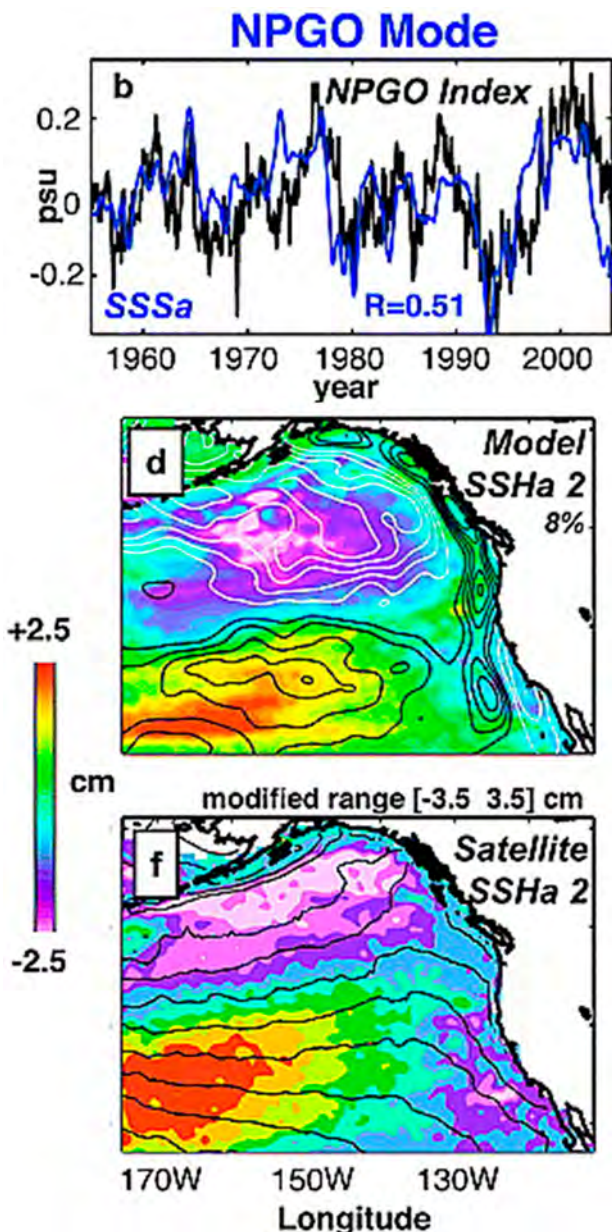 NPGO Mode
b
NPGO Index
0.2
0
-0.2
psu
SSSa
R=0.51
1960 1970 1980 1990 2000
year
d
Model
SSHa 2
8%
+2.5
cm
-2.5
modified range [-3.5 3.5] cm
f
Satellite
SSHa 2
170W 150W 130W
Longitude